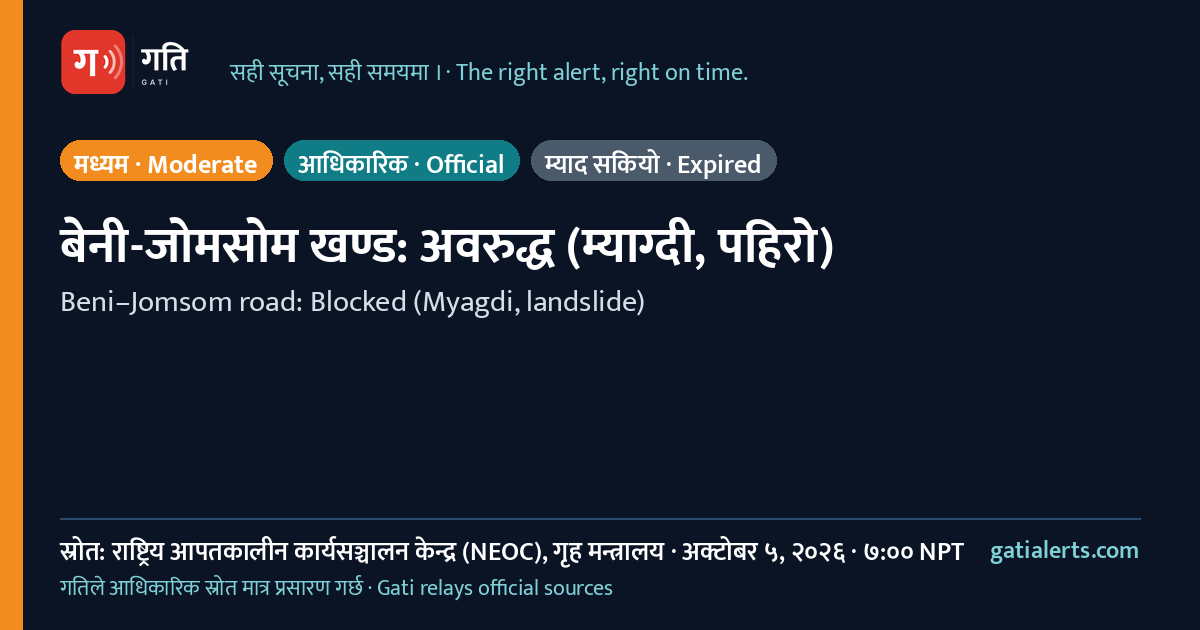 ग गति
GATI
सही सूचना, सही समयमा । · The right alert, right on time.
मध्यम · Moderate आधिकारिक · Official म्याद सकियो · Expired
बेनी-जोमसोम खण्ड: अवरुद्ध (म्याग्दी, पहिरो)
Beni–Jomsom road: Blocked (Myagdi, landslide)
स्रोत: राष्ट्रिय आपतकालीन कार्यसञ्चालन केन्द्र (NEOC), गृह मन्त्रालय · अक्टोबर ५, २०२६ · ७:०० NPT gatialerts.com
गतिले आधिकारिक स्रोत मात्र प्रसारण गर्छ · Gati relays official sources